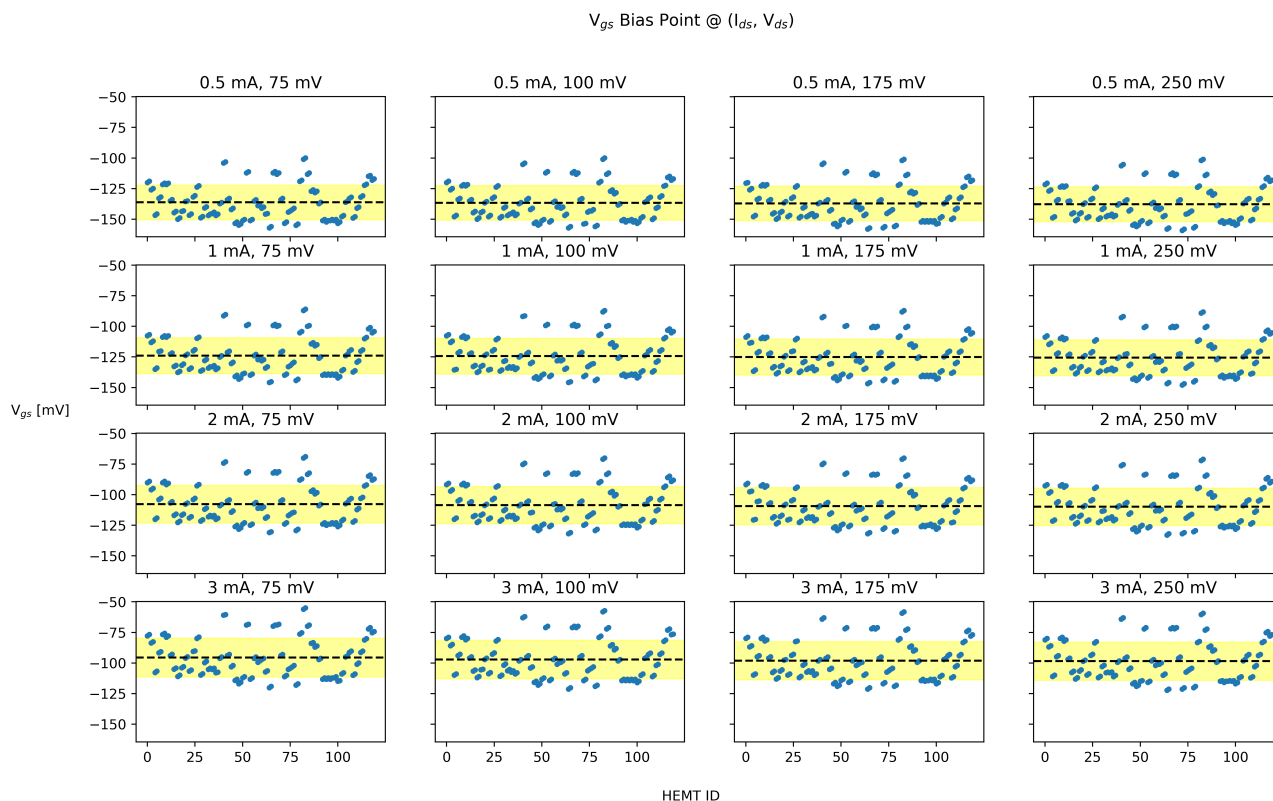 V_gs Bias Point @ (I_ds, V_ds)
0.5 mA, 75 mV
0.5 mA, 100 mV
0.5 mA, 175 mV
0.5 mA, 250 mV
−50
−75
−100
−125
−150
1 mA, 75 mV
1 mA, 100 mV
1 mA, 175 mV
1 mA, 250 mV
−50
−75
−100
−125
−150
V_gs [mV]
2 mA, 75 mV
2 mA, 100 mV
2 mA, 175 mV
2 mA, 250 mV
−50
−75
−100
−125
−150
3 mA, 75 mV
3 mA, 100 mV
3 mA, 175 mV
3 mA, 250 mV
−50
−75
−100
−125
−150
0 25 50 75 100
0 25 50 75 100
0 25 50 75 100
0 25 50 75 100
HEMT ID